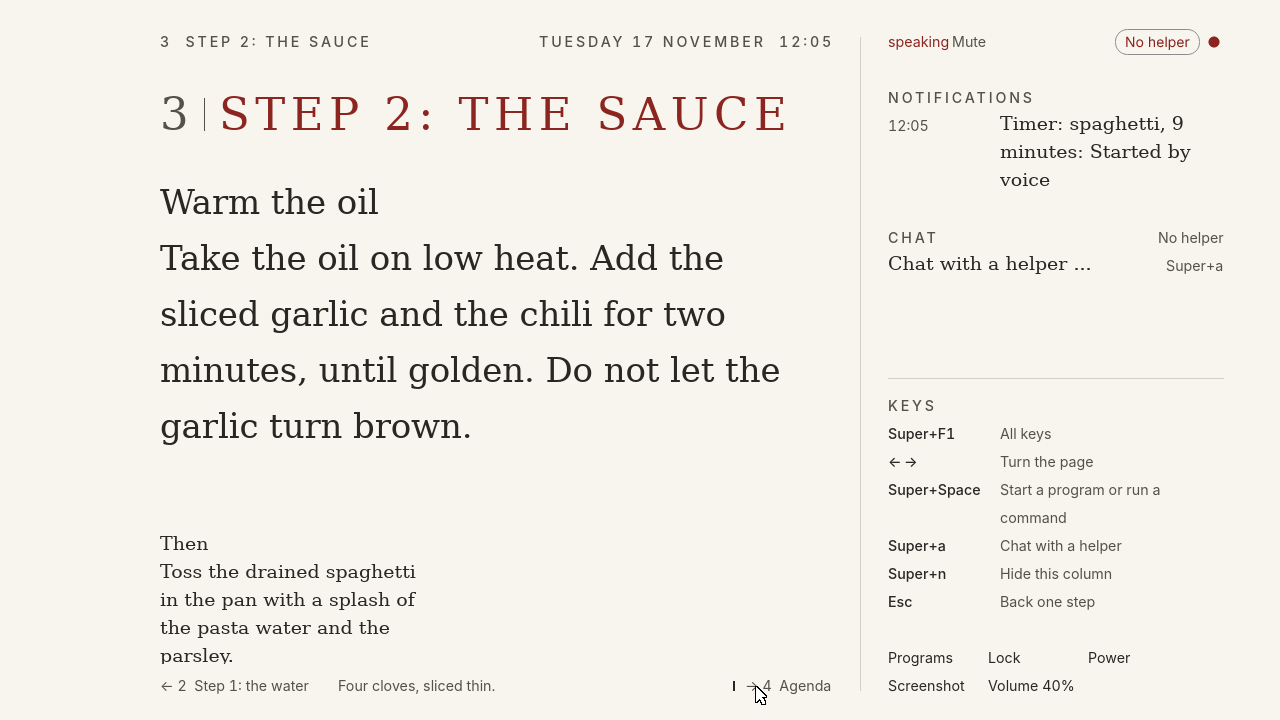 3 STEP 2: THE SAUCE
TUESDAY 17 NOVEMBER 12:05
3 STEP 2: THE SAUCE
Warm the oil
Take the oil on low heat. Add the
sliced garlic and the chili for two
minutes, until golden. Do not let the
garlic turn brown.
Then
Toss the drained spaghetti
in the pan with a splash of
the pasta water and the
parsley.
← 2 Step 1: the water
Four cloves, sliced thin.
→ 4 Agenda
speaking Mute
No helper
NOTIFICATIONS
12:05
Timer: spaghetti, 9
minutes: Started by
voice
CHAT
No helper
Chat with a helper ...
Super+a
KEYS
Super+F1 All keys
← → Turn the page
Super+Space Start a program or run a
command
Super+a Chat with a helper
Super+n Hide this column
Esc Back one step
Programs Lock Power
Screenshot Volume 40%